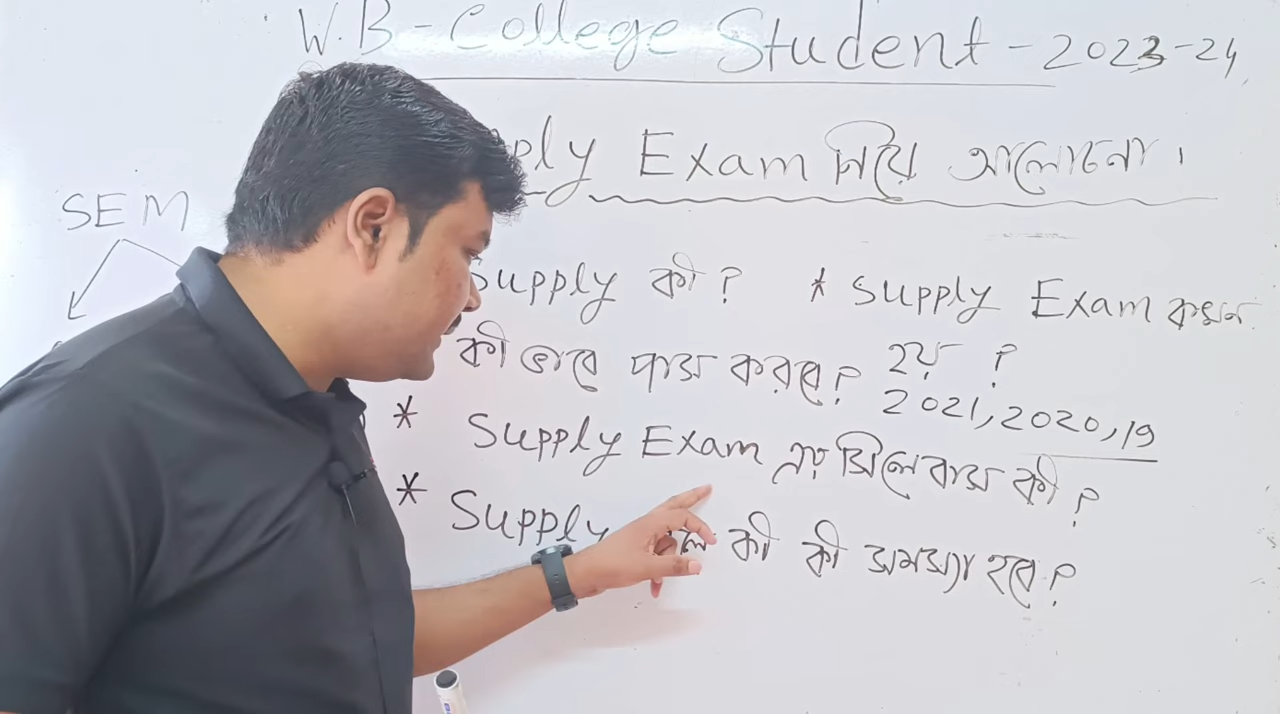 W.B - College Student - 2023-24
ply Exam নিয়ে আলোচনা।
SEM
Supply কী? * Supply Exam কখন
কী ভাবে পাস করবে? হয় ?
2021, 2020, 19
* Supply Exam এর সিলেবাস কী?
* Supply কী কী সমস্যা হবে?